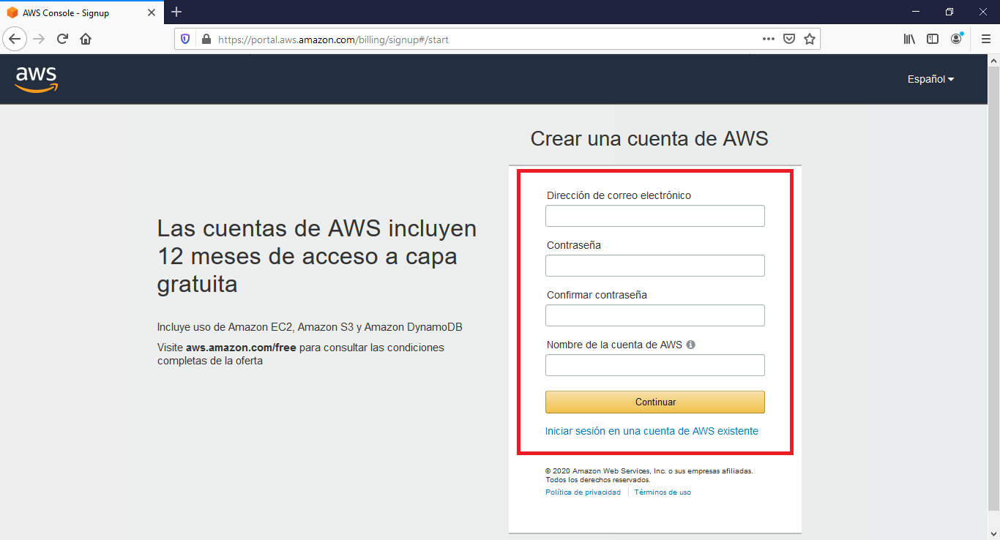 AWS Console - Signup
https://portal.aws.amazon.com/billing/signup#/start
aws
Español
Crear una cuenta de AWS
Las cuentas de AWS incluyen
12 meses de acceso a capa
gratuita
Incluye uso de Amazon EC2, Amazon S3 y Amazon DynamoDB
Visite aws.amazon.com/free para consultar las condiciones
completas de la oferta
Dirección de correo electrónico
Contraseña
Confirmar contraseña
Nombre de la cuenta de AWS
Continuar
Iniciar sesión en una cuenta de AWS existente
© 2020 Amazon Web Services, Inc. o sus empresas afiliadas.
Todos los derechos reservados.
Política de privacidad | Términos de uso